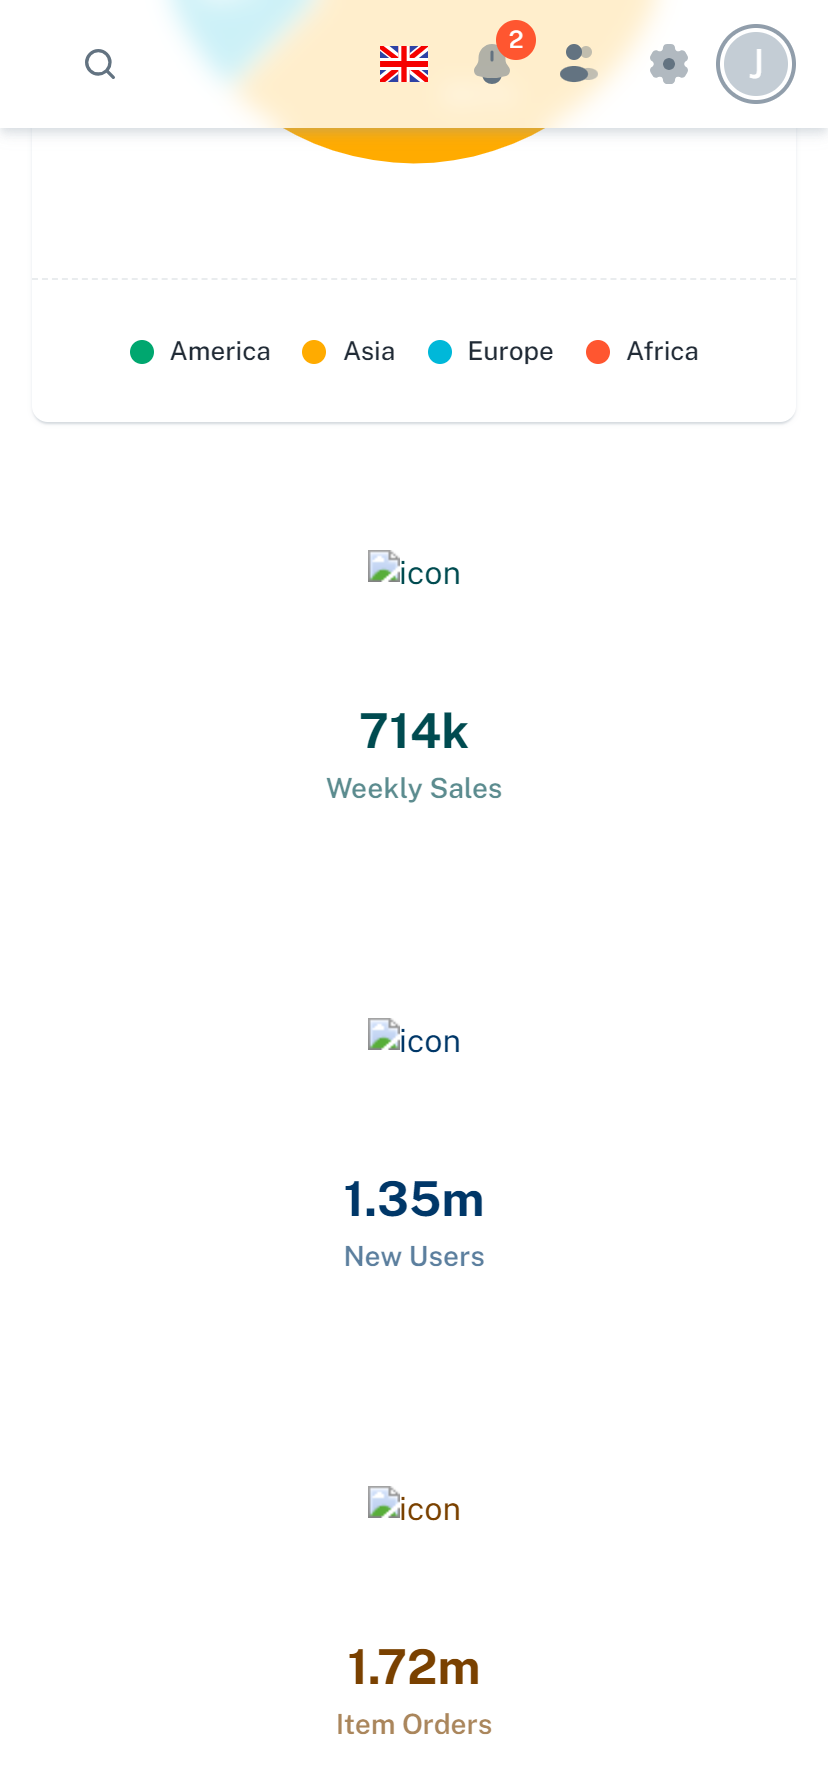 2
J
America Asia Europe Africa
icon
714k
Weekly Sales
icon
1.35m
New Users
icon
1.72m
Item Orders